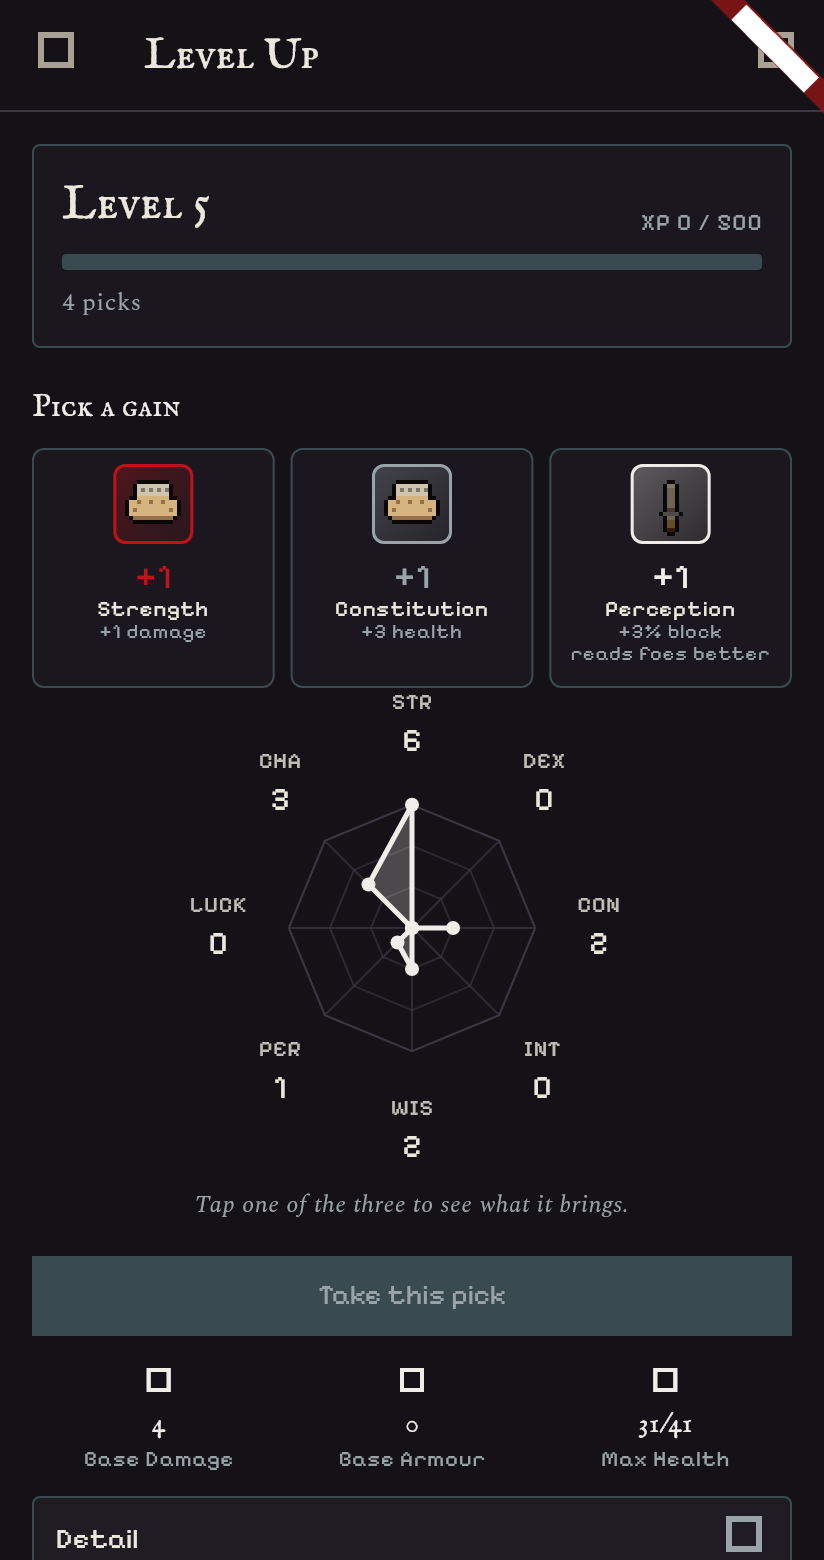 Level Up
Level 5
XP 0 / 500
4 picks
Pick a gain
+1
Strength
+1 damage
+1
Constitution
+3 health
+1
Perception
+3% block
reads foes better
STR
6
CHA
3
DEX
0
LUCK
0
CON
2
PER
1
INT
0
WIS
2
Tap one of the three to see what it brings.
Take this pick
4
Base Damage
0
Base Armour
31/41
Max Health
Detail